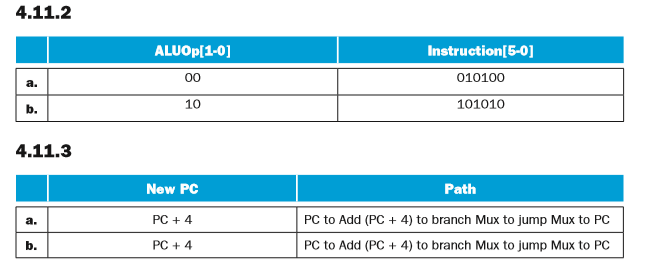 4.11.2
ALUOp[1-0] Instruction[5-0]
a. 00 010100
b. 10 101010
4.11.3
New PC Path
a. PC + 4 PC to Add (PC + 4) to branch Mux to jump Mux to PC
b. PC + 4 PC to Add (PC + 4) to branch Mux to jump Mux to PC